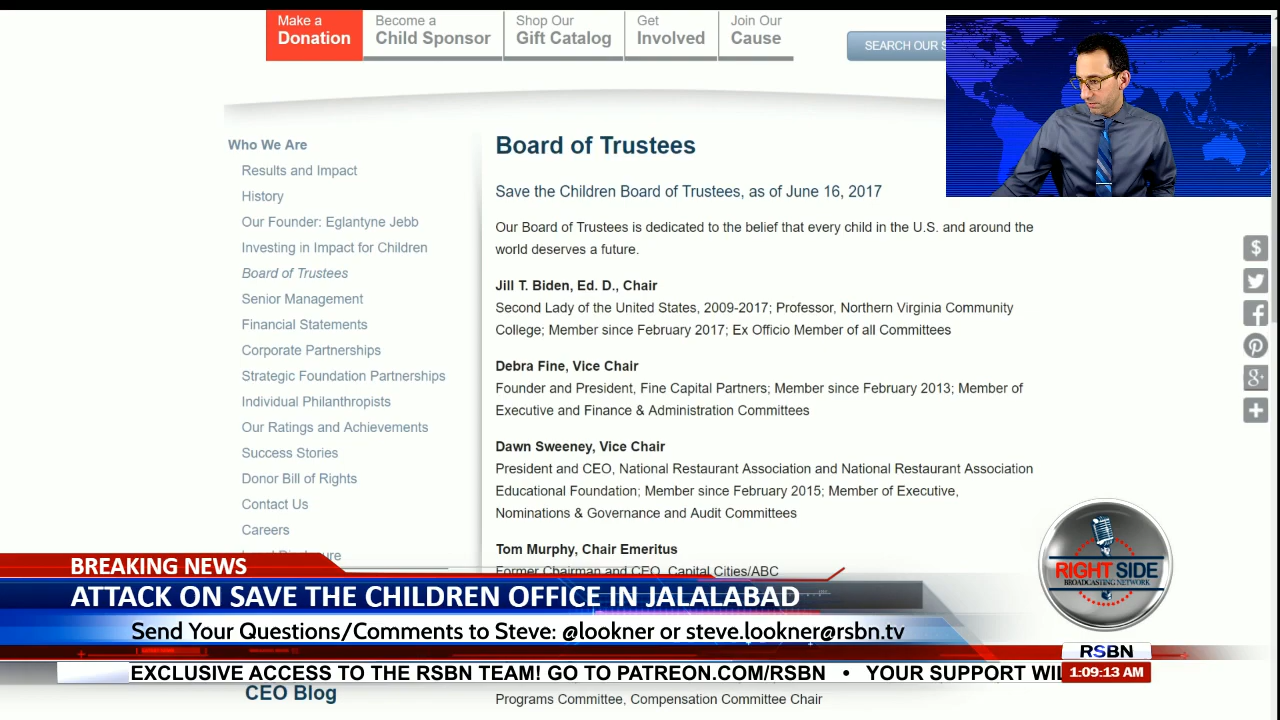 Make a
Donation
Become a
Child Sponsor
Shop Our
Gift Catalog
Get
Involved
Join Our
Cause
SEARCH OUR
Who We Are
Results and Impact
History
Our Founder: Eglantyne Jebb
Investing in Impact for Children
Board of Trustees
Senior Management
Financial Statements
Corporate Partnerships
Strategic Foundation Partnerships
Individual Philanthropists
Our Ratings and Achievements
Success Stories
Donor Bill of Rights
Contact Us
Careers
CEO Blog
Board of Trustees
Save the Children Board of Trustees, as of June 16, 2017
Our Board of Trustees is dedicated to the belief that every child in the U.S. and around the
world deserves a future.
Jill T. Biden, Ed. D., Chair
Second Lady of the United States, 2009-2017; Professor, Northern Virginia Community
College; Member since February 2017; Ex Officio Member of all Committees
Debra Fine, Vice Chair
Founder and President, Fine Capital Partners; Member since February 2013; Member of
Executive and Finance & Administration Committees
Dawn Sweeney, Vice Chair
President and CEO, National Restaurant Association and National Restaurant Association
Educational Foundation; Member since February 2015; Member of Executive,
Nominations & Governance and Audit Committees
Tom Murphy, Chair Emeritus
Former Chairman and CEO, Capital Cities/ABC
Programs Committee, Compensation Committee Chair
BREAKING NEWS
ATTACK ON SAVE THE CHILDREN OFFICE IN JALALABAD
Send Your Questions/Comments to Steve: @lookner or steve.lookner@rsbn.tv
EXCLUSIVE ACCESS TO THE RSBN TEAM! GO TO PATREON.COM/RSBN • YOUR SUPPORT WIL
RIGHT SIDE
BROADCASTING NETWORK
RSBN
1:09:13 AM